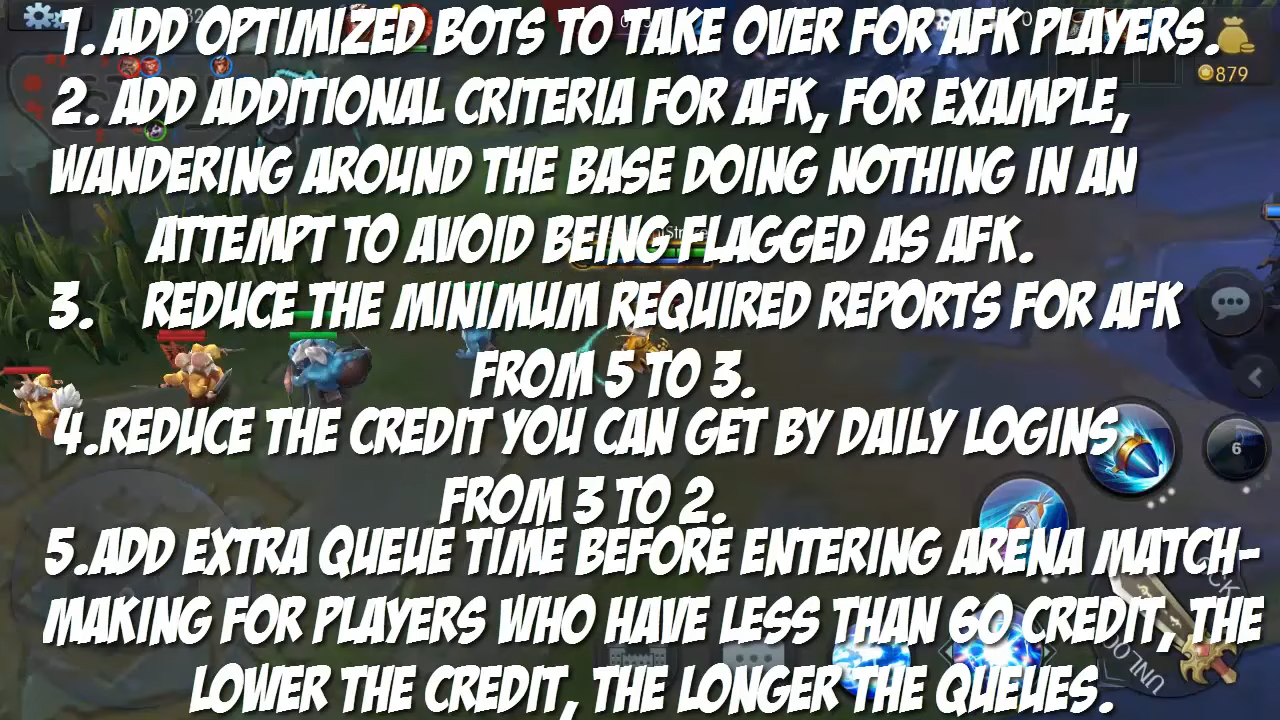 1. ADD OPTIMIZED BOTS TO TAKE OVER FOR AFK PLAYERS.
879
2. ADD ADDITIONAL CRITERIA FOR AFK, FOR EXAMPLE,
WANDERING AROUND THE BASE DOING NOTHING IN AN
ATTEMPT TO AVOID BEING FLAGGED AS AFK.
3. REDUCE THE MINIMUM REQUIRED REPORTS FOR AFK
FROM 5 TO 3.
4.REDUCE THE CREDIT YOU CAN GET BY DAILY LOGINS
6
FROM 3 TO 2.
5.ADD EXTRA QUEUE TIME BEFORE ENTERING ARENA MATCH-
MAKING FOR PLAYERS WHO HAVE LESS THAN 60 CREDIT, THE
LOWER THE CREDIT, THE LONGER THE QUEUES.